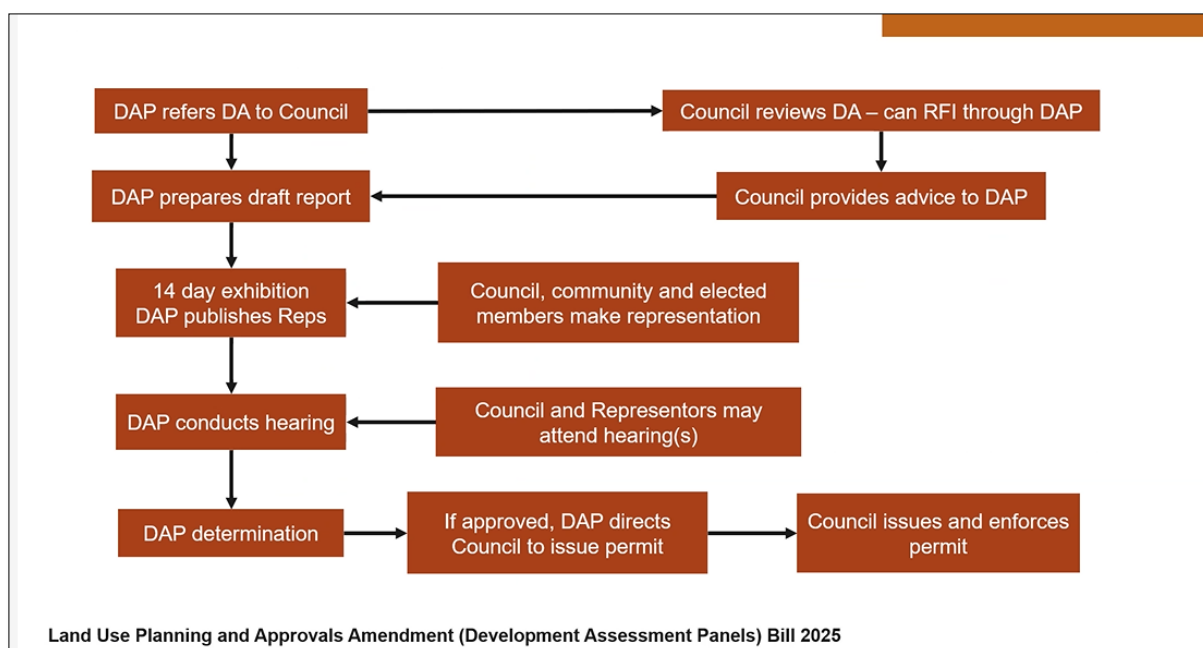 DAP refers DA to Council
Council reviews DA – can RFI through DAP
DAP prepares draft report
Council provides advice to DAP
14 day exhibition
DAP publishes Reps
Council, community and elected
members make representation
DAP conducts hearing
Council and Representors may
attend hearing(s)
DAP determination
If approved, DAP directs
Council to issue permit
Council issues and enforces
permit
Land Use Planning and Approvals Amendment (Development Assessment Panels) Bill 2025